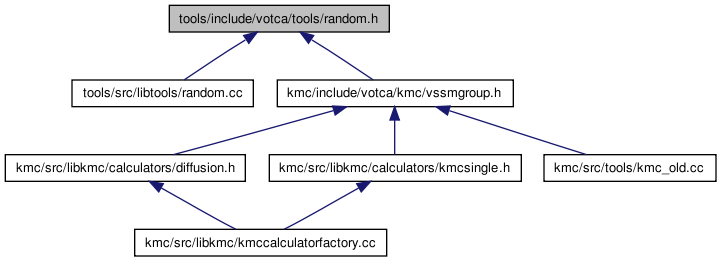 tools/include/votca/tools/random.h
tools/src/libtools/random.cc
kmc/include/votca/kmc/vssmgroup.h
kmc/src/libkmc/calculators/diffusion.h
kmc/src/libkmc/calculators/kmcsingle.h
kmc/src/tools/kmc_old.cc
kmc/src/libkmc/kmccalculatorfactory.cc